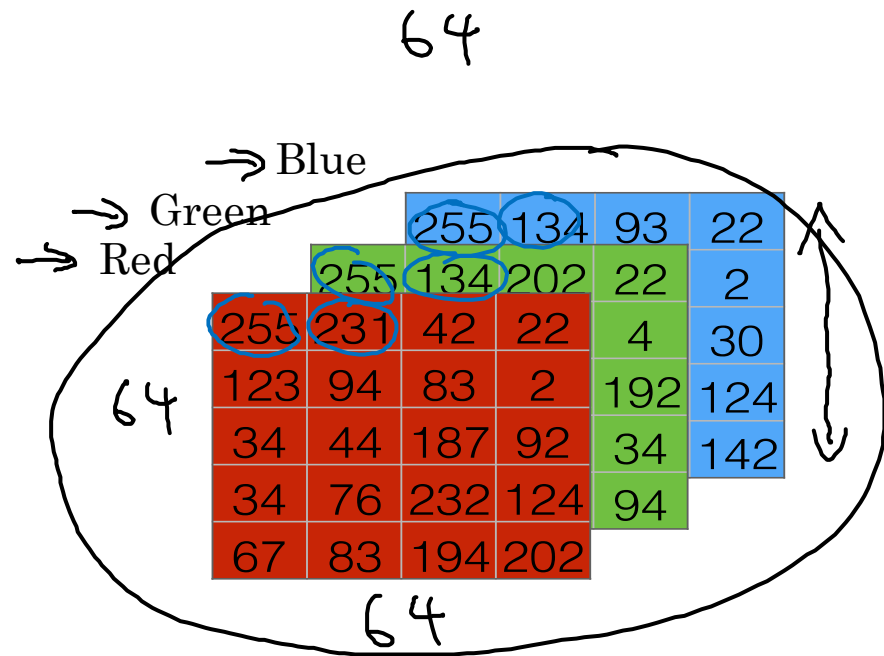 64
→ Blue
→ Green
→ Red
255 134 93 22
255 134 202 22 2
255 231 42 22 4 30
123 94 83 2 192 124
64
34 44 187 92 34 142
34 76 232 124 94
67 83 194 202
64